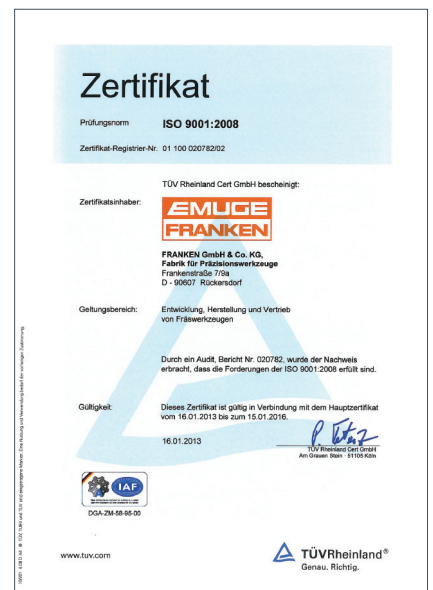 Zertifikat
Prüfungsnorm ISO 9001:2008
Zertifikat-Registrier-Nr. 01 100 020782/02
TÜV Rheinland Cert GmbH bescheinigt:
Zertifikatsinhaber:
EMUGE
FRANKEN
FRANKEN GmbH & Co. KG,
Fabrik für Präzisionswerkzeuge
Frankenstraße 7/9a
D - 90607 Rückersdorf
Geltungsbereich: Entwicklung, Herstellung und Vertrieb
von Fräswerkzeugen
Durch ein Audit, Bericht Nr. 020782, wurde der Nachweis
erbracht, dass die Forderungen der ISO 9001:2008 erfüllt sind.
Gültigkeit: Dieses Zertifikat ist gültig in Verbindung mit dem Hauptzertifikat
vom 16.01.2013 bis zum 15.01.2016.
16.01.2013
TÜV Rheinland Cert GmbH
Am Grauen Stein · 51105 Köln
IAF
DGA-ZM-58-95-00
www.tuv.com
TÜVRheinland®
Genau. Richtig.